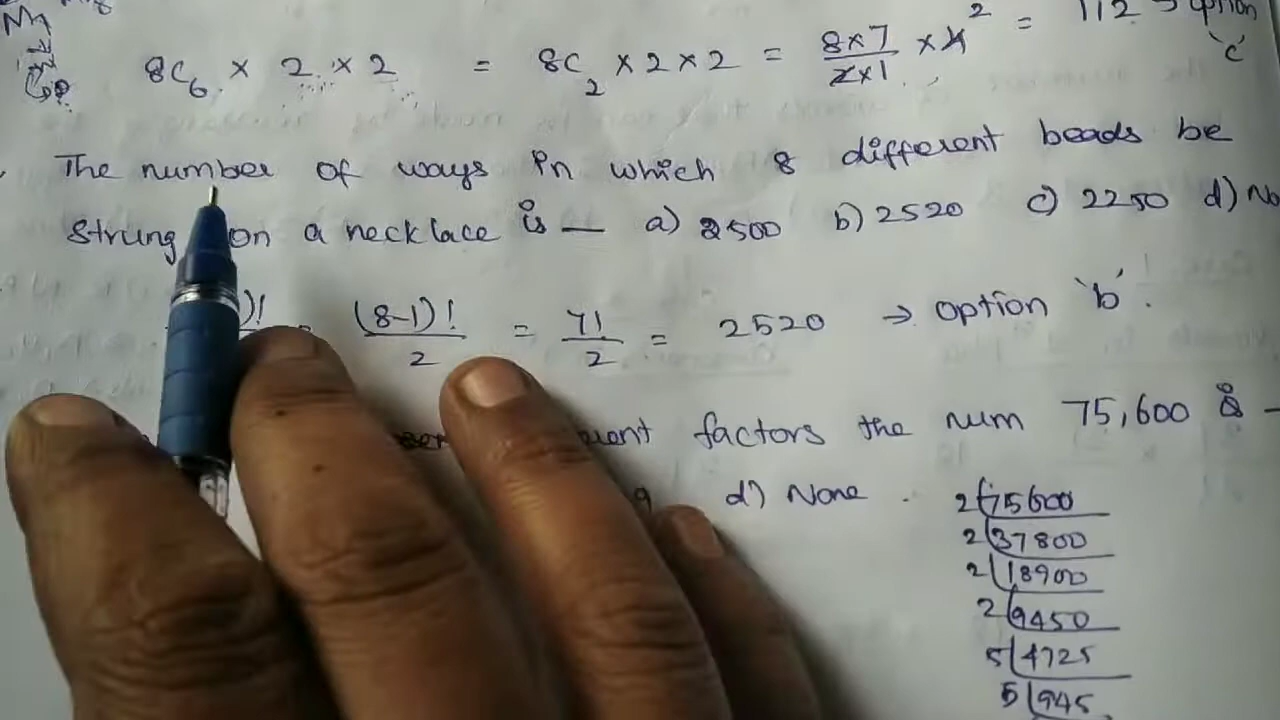 8C6 × 2 × 2 = 8C2 × 2 × 2 = 8×7/2×1 × 4 2 = 112 → option 'c'
The number of ways in which 8 different beads be
strung on a necklace is — a) 2500 b) 2520 c) 2250 d) No
)!/ = (8-1)!/2 = 7!/2 = 2520 → option 'b'.
factors the num 75,600 is —
d) None.
2 75600
2 37800
2 18900
2 9450
5 4725
5 945